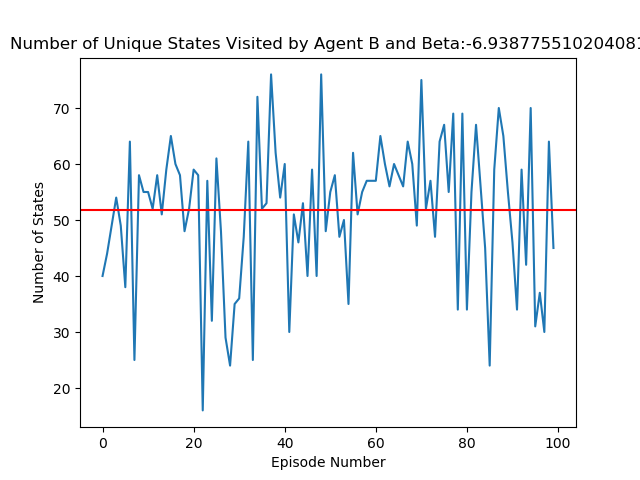 Number of Unique States Visited by Agent B and Beta:-6.938775510204081
70
60
50
40
30
20
Number of States
0 20 40 60 80 100
Episode Number